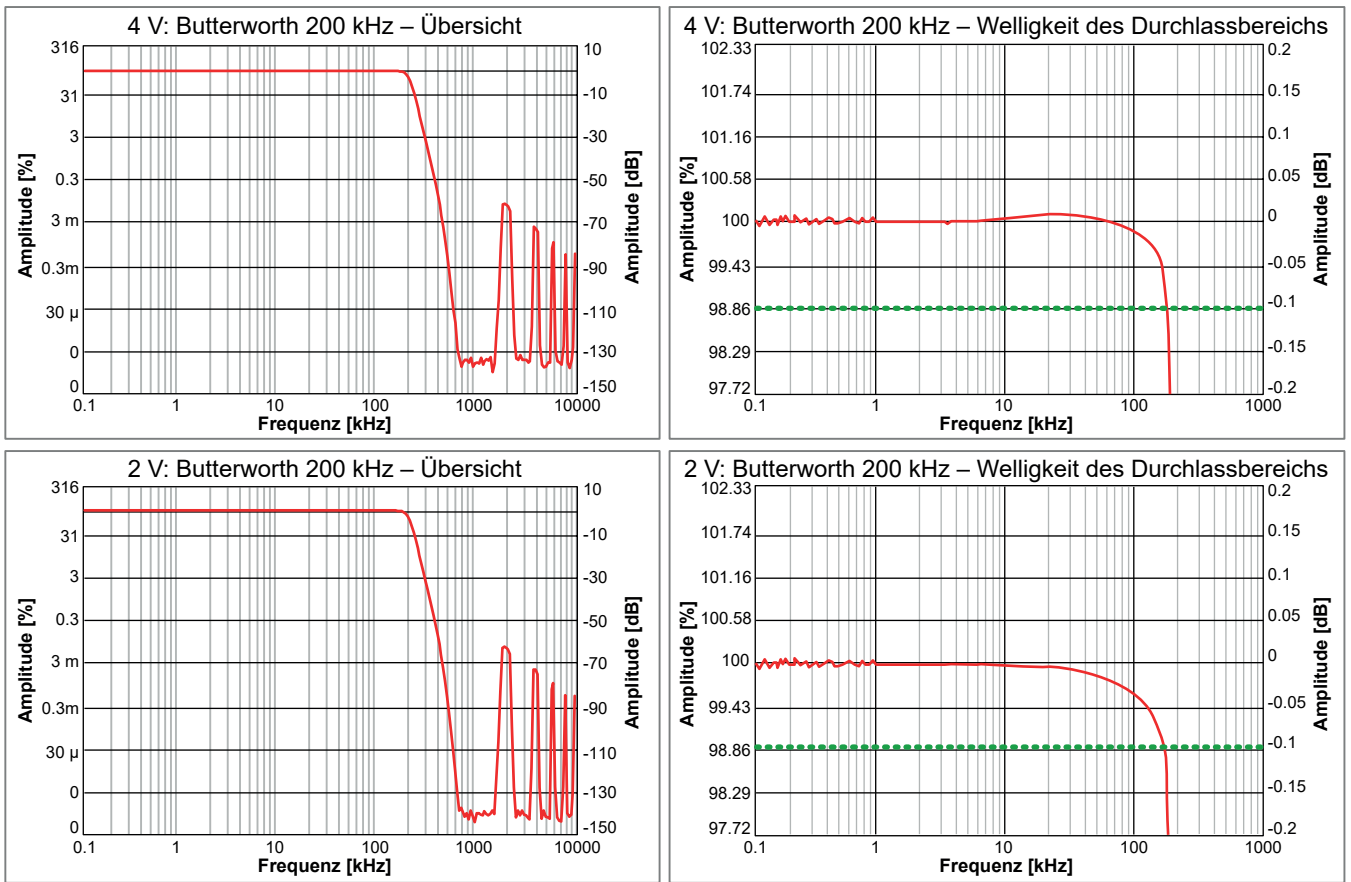 4 V: Butterworth 200 kHz – Übersicht
316
31
3
0.3
3 m
0.3m
30 µ
0
0
Amplitude [%]
10
-10
-30
-50
-70
-90
-110
-130
-150
Amplitude [dB]
0.1 1 10 100 1000 10000
Frequenz [kHz]
4 V: Butterworth 200 kHz – Welligkeit des Durchlassbereichs
102.33
101.74
101.16
100.58
100
99.43
98.86
98.29
97.72
Amplitude [%]
0.2
0.15
0.1
0.05
0
-0.05
-0.1
-0.15
-0.2
Amplitude [dB]
0.1 1 10 100 1000
Frequenz [kHz]
2 V: Butterworth 200 kHz – Übersicht
316
31
3
0.3
3 m
0.3m
30 µ
0
0
Amplitude [%]
10
-10
-30
-50
-70
-90
-110
-130
-150
Amplitude [dB]
0.1 1 10 100 1000 10000
Frequenz [kHz]
2 V: Butterworth 200 kHz – Welligkeit des Durchlassbereichs
102.33
101.74
101.16
100.58
100
99.43
98.86
98.29
97.72
Amplitude [%]
0.2
0.15
0.1
0.05
0
-0.05
-0.1
-0.15
-0.2
Amplitude [dB]
0.1 1 10 100 1000
Frequenz [kHz]